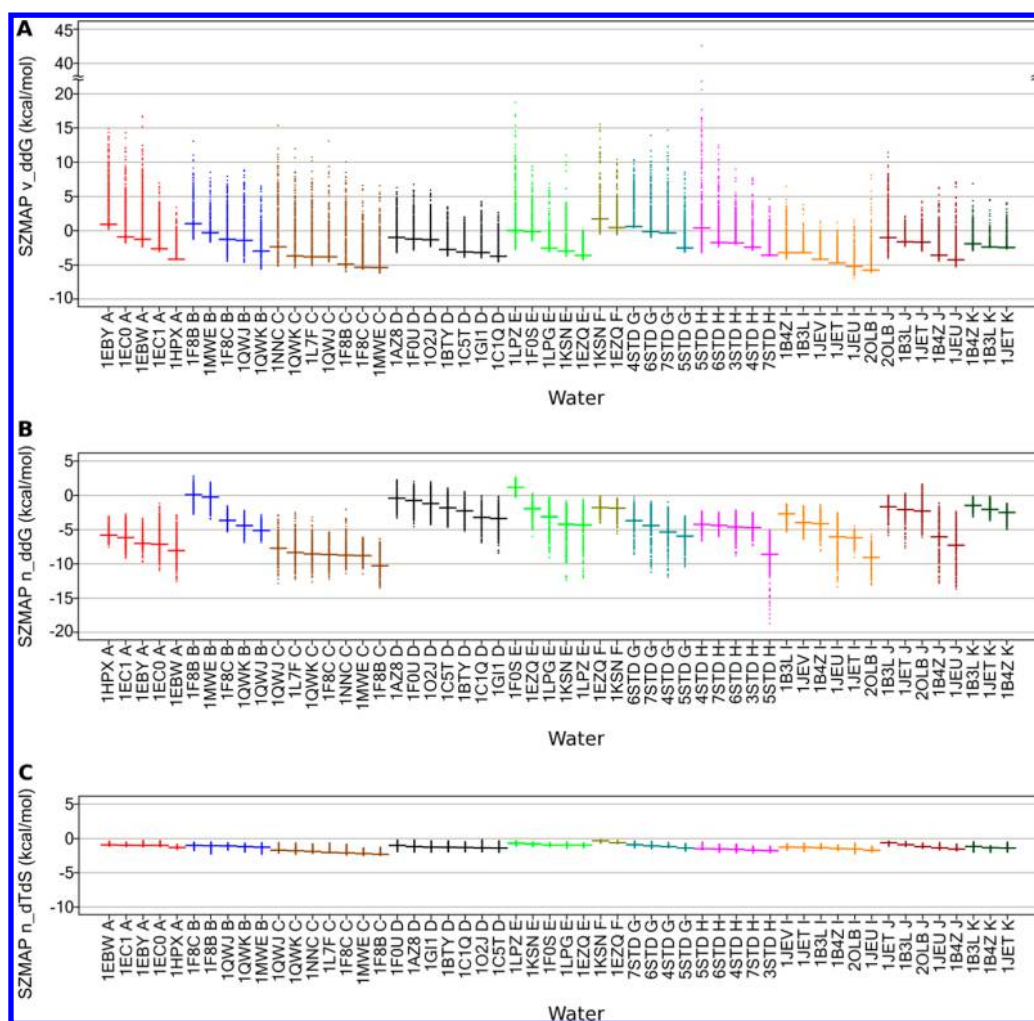 A
SZMAP v_ddG (kcal/mol)
45
40
20
15
10
5
0
-5
-10
1EBY A
1EC0 A
1EBW A
1EC1 A
1HPX A
1F8B B
1MWE B
1F8C B
1QWJ B
1QWK B
1NNC C
1QWK C
1L7F C
1QWJ C
1F8B C
1F8C C
1MWE C
1AZ8 D
1F0U D
1O2J D
1BTY D
1C5T D
1GI1 D
1C1Q D
1LPZ E
1F0S E
1LPG E
1KSN E
1EZQ E
1KSN F
1EZQ F
4STD G
6STD G
7STD G
5STD G
5STD H
6STD H
3STD H
4STD H
7STD H
1B4Z I
1B3L I
1JEV I
1JET I
1JEU I
2OLB I
2OLB J
1B3L J
1JET J
1B4Z J
1JEU J
1B4Z K
1B3L K
1JET K
Water
B
SZMAP n_ddG (kcal/mol)
5
0
-5
-10
-15
-20
1HPX A
1EC1 A
1EBY A
1EC0 A
1EBW A
1F8B B
1MWE B
1F8C B
1QWK B
1QWJ B
1QWJ C
1L7F C
1QWK C
1F8C C
1NNC C
1MWE C
1F8B C
1AZ8 D
1F0U D
1O2J D
1C5T D
1BTY D
1C1Q D
1GI1 D
1F0S E
1EZQ E
1LPG E
1KSN E
1LPZ E
1EZQ F
1KSN F
6STD G
7STD G
4STD G
5STD G
4STD H
7STD H
6STD H
3STD H
5STD H
1B3L I
1JEV I
1B4Z I
1JEU I
1JET I
2OLB I
1B3L J
1JET J
2OLB J
1B4Z J
1JEU J
1B3L K
1JET K
1B4Z K
Water
C
SZMAP n_dTdS (kcal/mol)
5
0
-5
-10
1EBW A
1EC1 A
1EBY A
1EC0 A
1HPX A
1F8C B
1F8B B
1QWJ B
1QWK B
1MWE B
1QWJ C
1QWK C
1NNC C
1L7F C
1F8C C
1MWE C
1F8B C
1F0U D
1AZ8 D
1GI1 D
1BTY D
1C1Q D
1O2J D
1C5T D
1LPZ E
1KSN E
1F0S E
1LPG E
1EZQ E
1KSN F
1EZQ F
7STD G
6STD G
4STD G
5STD G
5STD H
6STD H
4STD H
7STD H
3STD H
1JEV I
1JET I
1B3L I
1B4Z I
2OLB I
1JEU I
1JET J
1B3L J
2OLB J
1JEU J
1B4Z J
1B3L K
1B4Z K
1JET K
Water